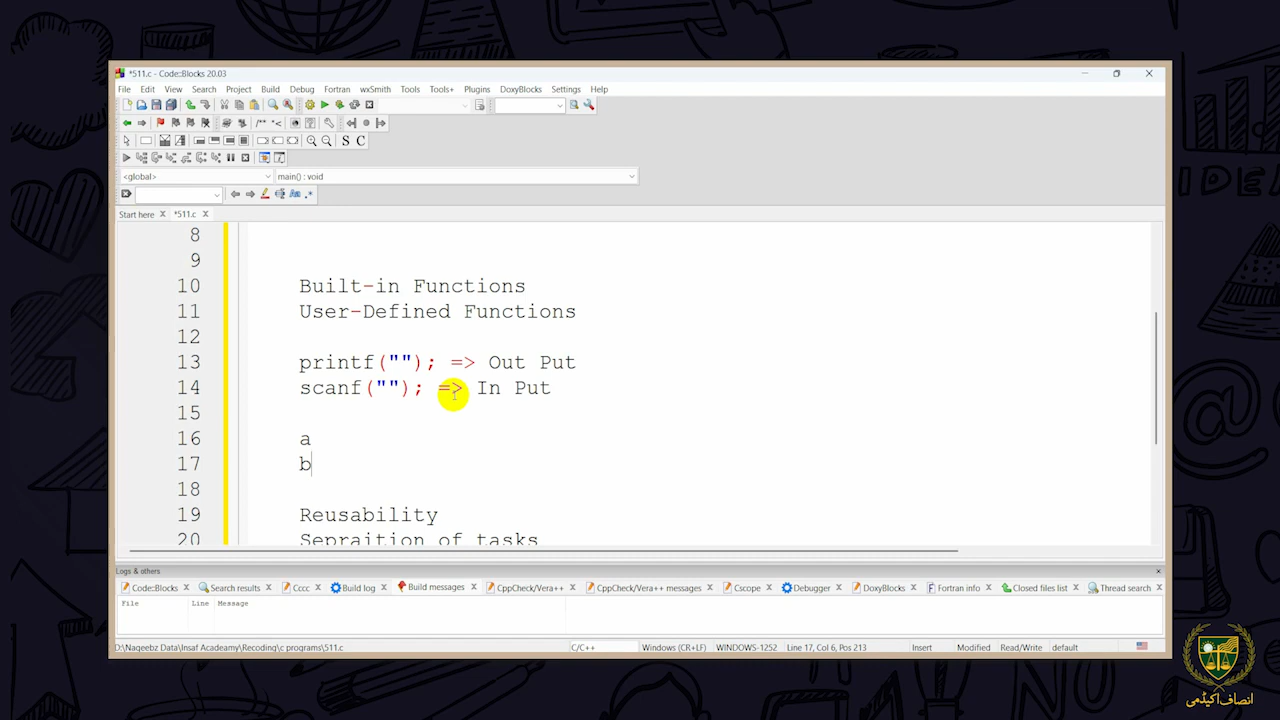 *511.c - Code::Blocks 20.03
File Edit View Search Project Build Debug Fortran wxSmith Tools Tools+ Plugins DoxyBlocks Settings Help
S C
<global> main() : void
Start here *511.c
8
9
10 Built-in Functions
11 User-Defined Functions
12
13 printf(""); => Out Put
14 scanf(""); => In Put
15
16 a
17 b
18
19 Reusability
20 Sepraition of tasks
Logs & others
Code::Blocks Search results Cccc Build log Build messages CppCheck/Vera++ CppCheck/Vera++ messages Cscope Debugger DoxyBlocks Fortran info Closed files list Thread search
File Line Message
D:\Naqeebz Data\Insaf Acadeamy\Recoding\c programs\511.c C/C++ Windows (CR+LF) WINDOWS-1252 Line 17, Col 6, Pos 213 Insert Modified Read/Write default
IDEA
NO
انصاف اکیڈمی